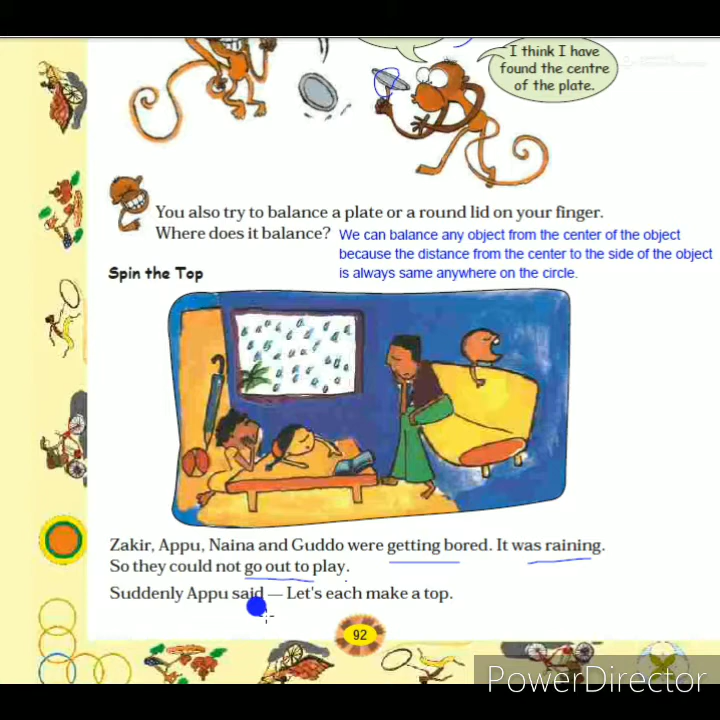 I think I have
found the centre
of the plate.
You also try to balance a plate or a round lid on your finger.
Where does it balance? We can balance any object from the center of the object
because the distance from the center to the side of the object
is always same anywhere on the circle.
Spin the Top
Zakir, Appu, Naina and Guddo were getting bored. It was raining.
So they could not go out to play.
Suddenly Appu said — Let's each make a top.
92
PowerDirector